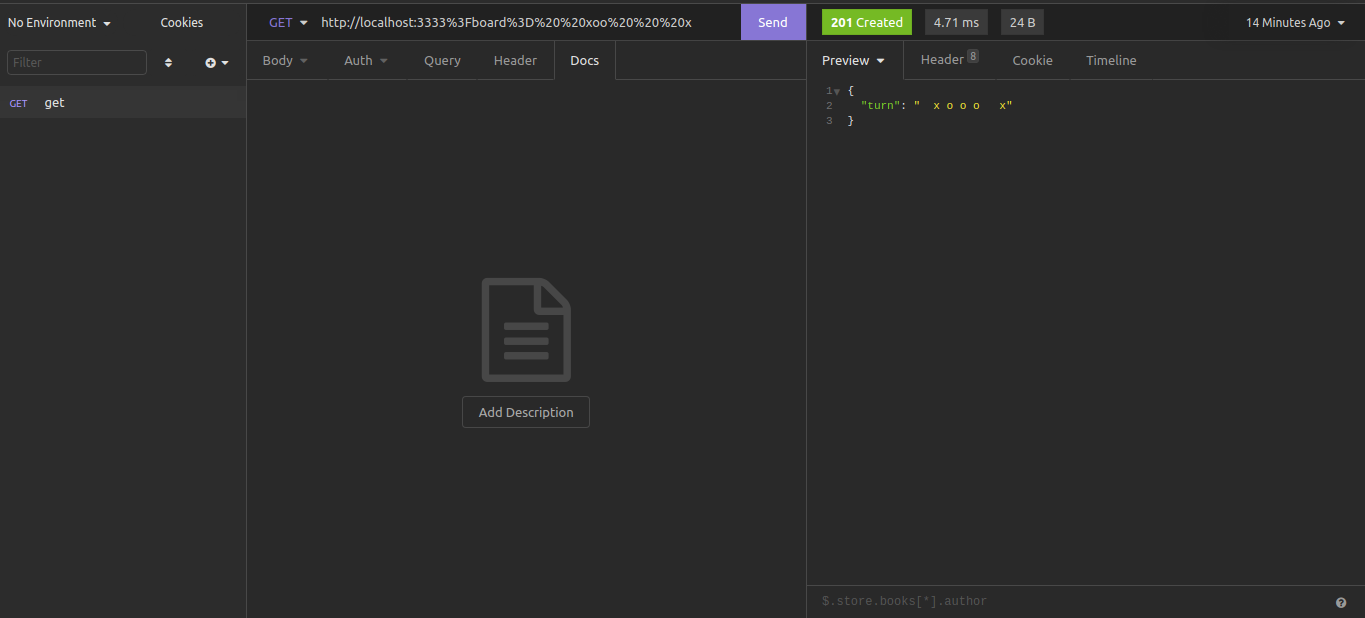 No Environment Cookies GET http://localhost:3333%3Fboard%3D%20%20xoo%20%20%20x Send 201 Created 4.71 ms 24 B 14 Minutes Ago
Filter Body Auth Query Header Docs Preview Header 8 Cookie Timeline
GET get
1 {
2 "turn": "  x o o o   x"
3 }
Add Description
$.store.books[*].author